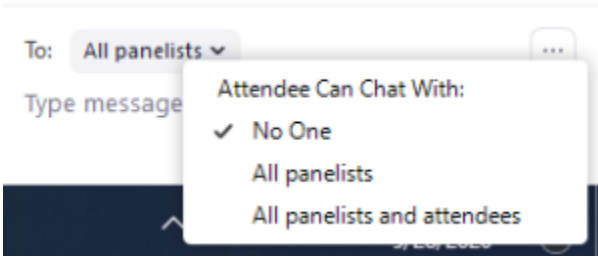 To: All panelists
Type message
Attendee Can Chat With:
No One
All panelists
All panelists and attendees